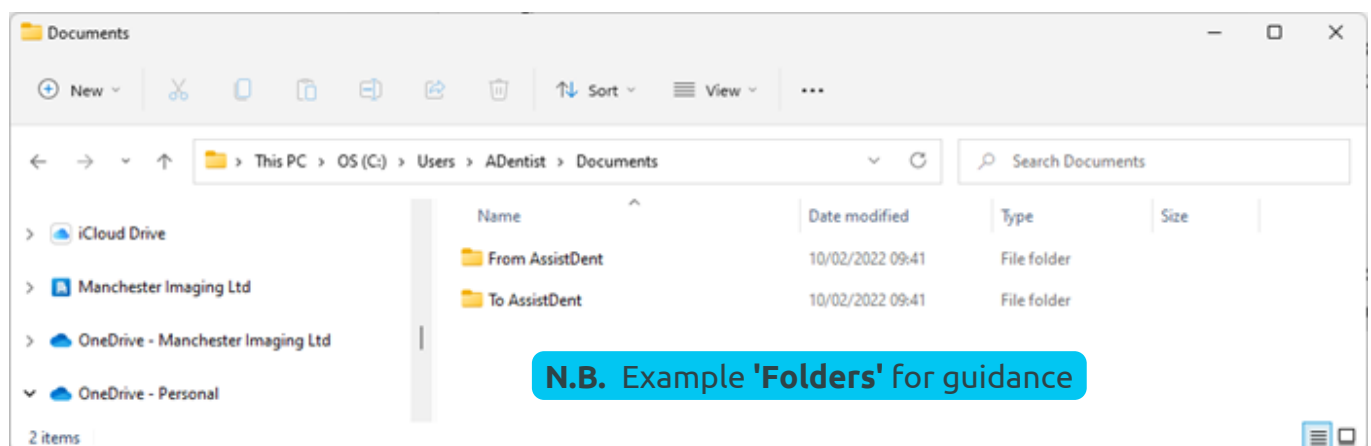 Documents
New Sort View ...
This PC > OS (C:) > Users > ADentist > Documents Search Documents
Name Date modified Type Size
iCloud Drive
From AssistDent 10/02/2022 09:41 File folder
Manchester Imaging Ltd
To AssistDent 10/02/2022 09:41 File folder
OneDrive - Manchester Imaging Ltd
N.B. Example 'Folders' for guidance
OneDrive - Personal
2 items